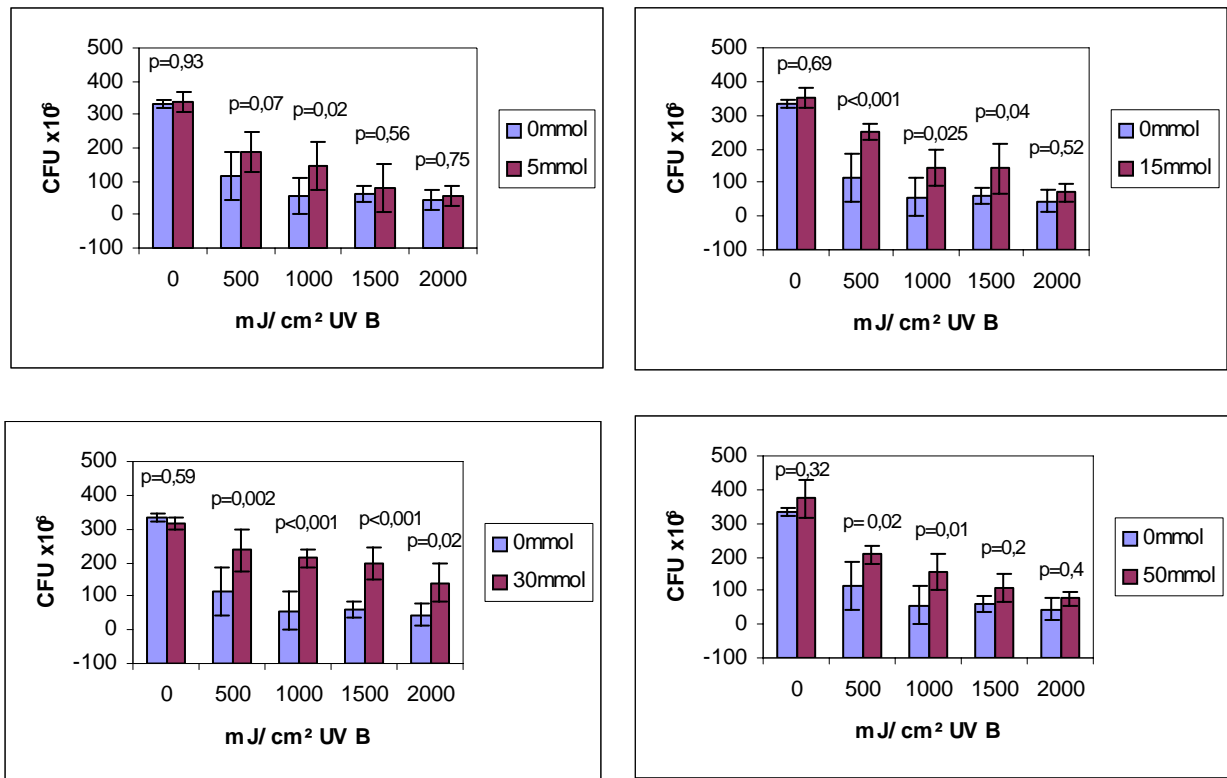 500
400
300
200
100
0
-100
CFU x10⁶
p=0,93
p=0,07
p=0,02
p=0,56
p=0,75
0 500 1000 1500 2000
mJ/ cm² UV B
0mmol
5mmol
500
400
300
200
100
0
-100
CFU x10⁶
p=0,69
p<0,001
p=0,025
p=0,04
p=0,52
0 500 1000 1500 2000
mJ/ cm² UV B
0mmol
15mmol
500
400
300
200
100
0
-100
CFU x10⁶
p=0,59
p=0,002
p<0,001
p<0,001
p=0,02
0 500 1000 1500 2000
mJ/ cm² UV B
0mmol
30mmol
500
400
300
200
100
0
-100
CFU x10⁶
p=0,32
p= 0,02
p=0,01
p=0,2
p=0,4
0 500 1000 1500 2000
mJ/ cm² UV B
0mmol
50mmol